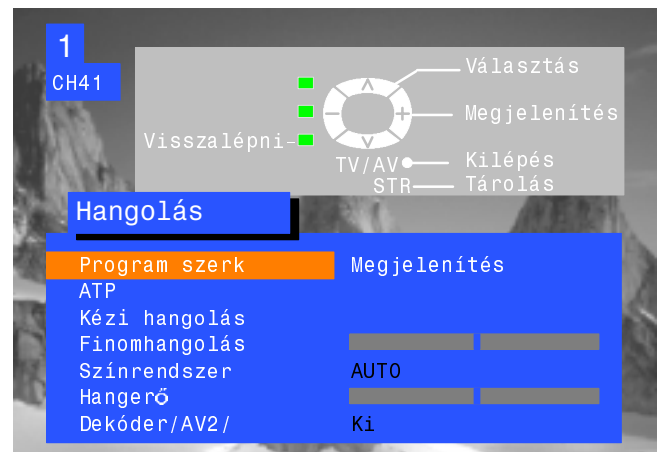 1
CH41
Választás
Megjelenítés
Visszalépni
TV/AV Kilépés
STR Tárolás
Hangolás
Program szerk Megjelenítés
ATP
Kézi hangolás
Finomhangolás
Színrendszer AUTO
Hangerő
Dekóder/AV2/ Ki